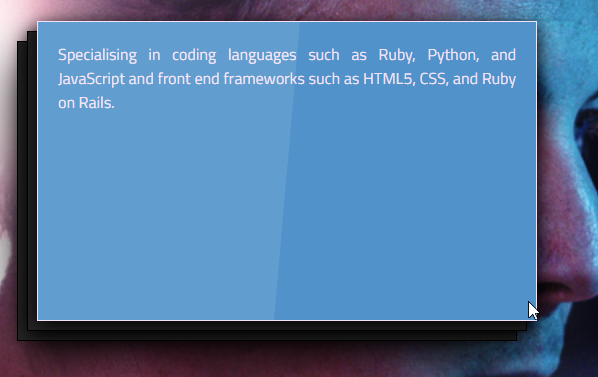 Specialising in coding languages such as Ruby, Python, and
JavaScript and front end frameworks such as HTML5, CSS, and Ruby
on Rails.